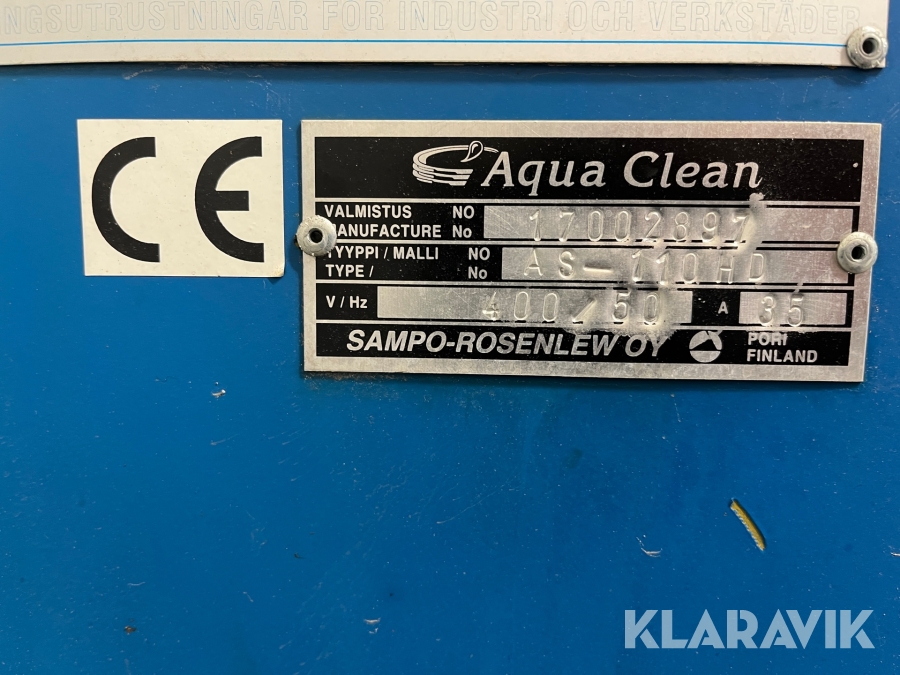 NGSUTRUSTNINGAR FÖR INDUSTRI OCH VERKSTÄDER
CE
Aqua Clean
VALMISTUS NO
MANUFACTURE No 17002897
TYYPPI / MALLI NO
TYPE / No AS-110HD
V / Hz 400/50 A 35
SAMPO-ROSENLEW OY PORI
FINLAND
KLARAVIK